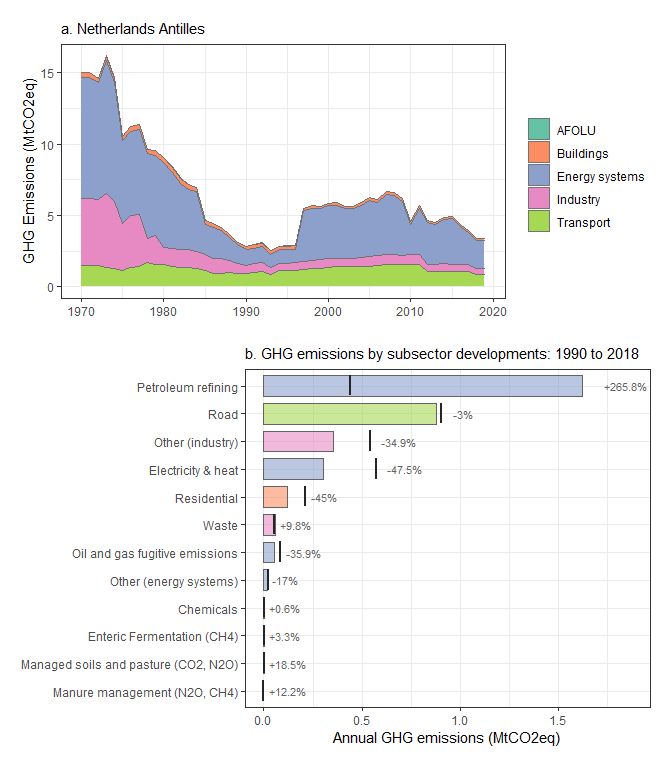 a. Netherlands Antilles
GHG Emissions (MtCO2eq)
15
10
5
0
1970 1980 1990 2000 2010 2020
AFOLU
Buildings
Energy systems
Industry
Transport
b. GHG emissions by subsector developments: 1990 to 2018
Petroleum refining +265.8%
Road -3%
Other (industry) -34.9%
Electricity & heat -47.5%
Residential -45%
Waste +9.8%
Oil and gas fugitive emissions -35.9%
Other (energy systems) -17%
Chemicals +0.6%
Enteric Fermentation (CH4) +3.3%
Managed soils and pasture (CO2, N2O) +18.5%
Manure management (N2O, CH4) +12.2%
0.0 0.5 1.0 1.5
Annual GHG emissions (MtCO2eq)